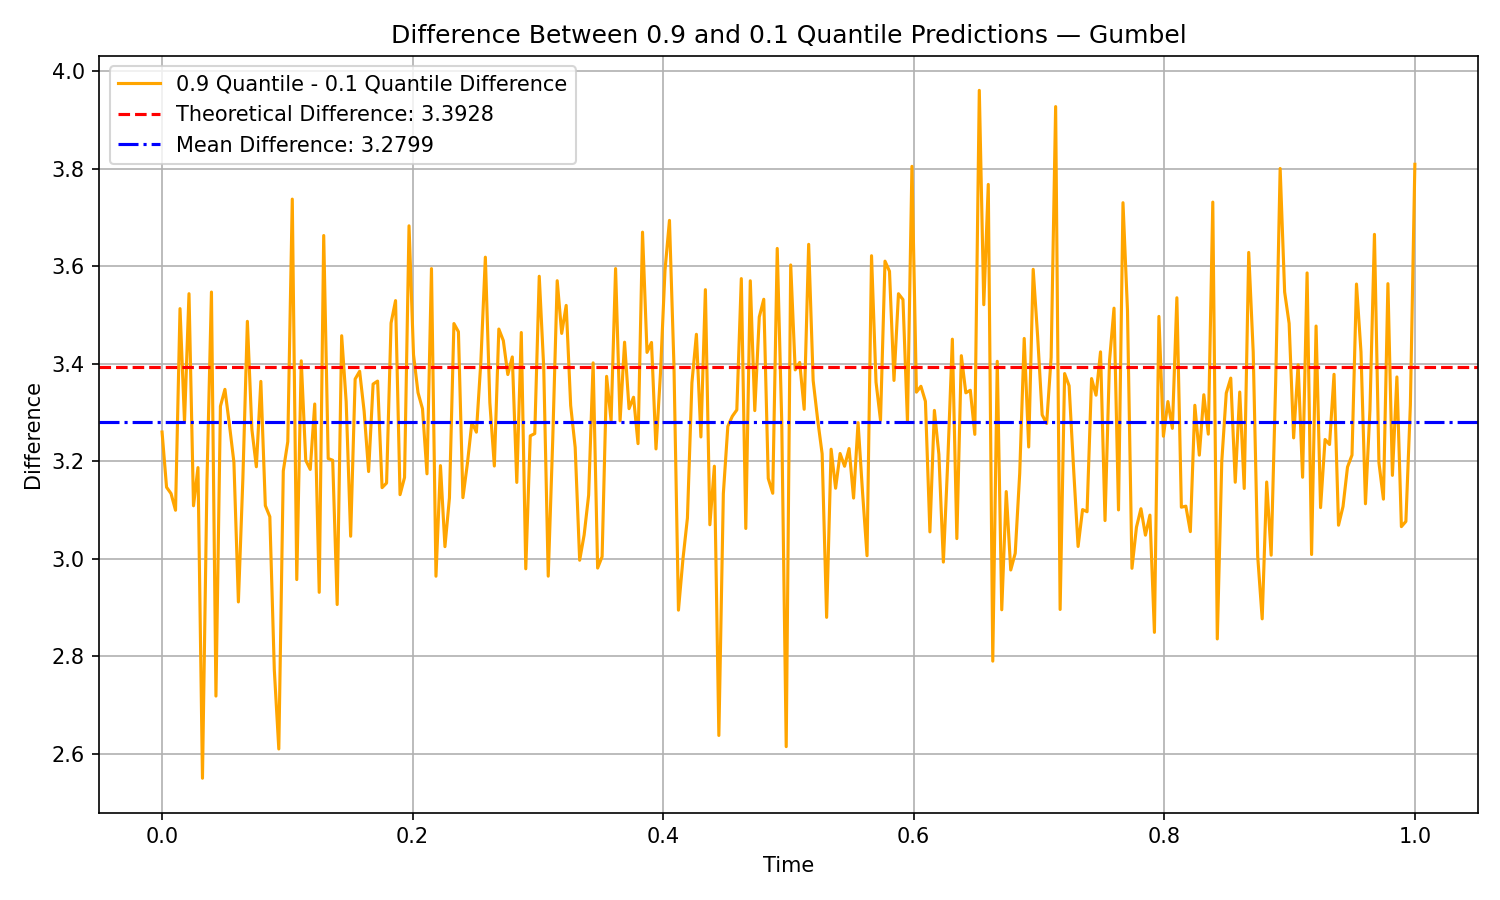 Difference Between 0.9 and 0.1 Quantile Predictions — Gumbel
0.9 Quantile - 0.1 Quantile Difference
Theoretical Difference: 3.3928
Mean Difference: 3.2799
4.0
3.8
3.6
3.4
3.2
3.0
2.8
2.6
Difference
0.0 0.2 0.4 0.6 0.8 1.0
Time